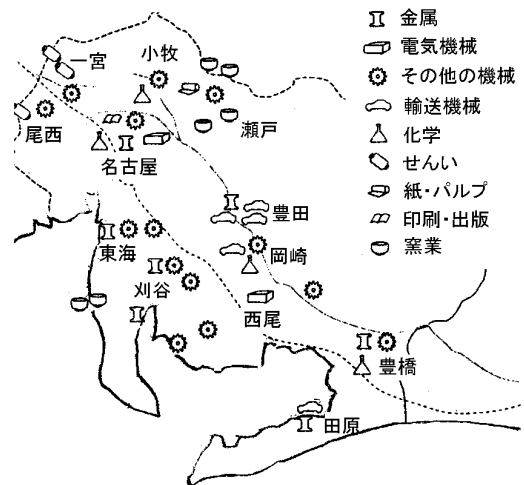 金属
電気機械
その他の機械
輸送機械
化学
せんい
紙・パルプ
印刷・出版
窯業
一宮
小牧
尾西
瀬戸
名古屋
豊田
東海
岡崎
刈谷
西尾
豊橋
田原